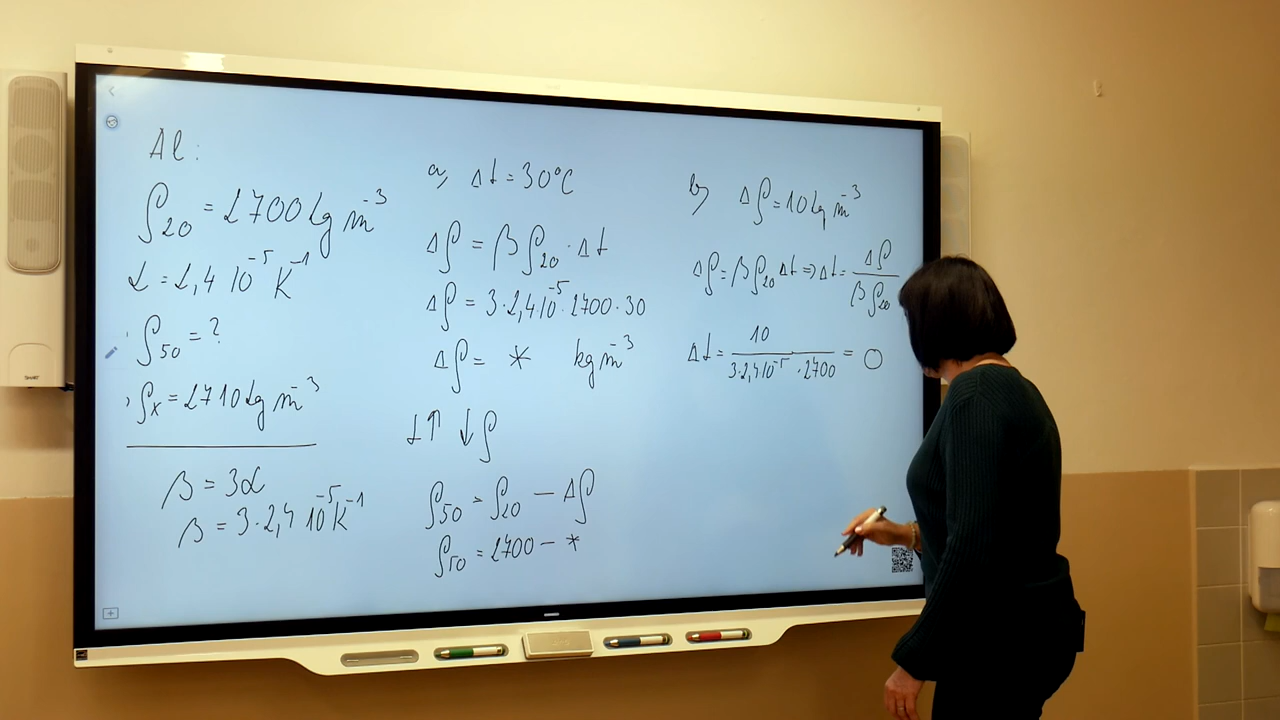 Al:
ρ₂₀ = 2700 kg m⁻³
α = 2,4 10⁻⁵ K⁻¹
ρ₅₀ = ?
ρₓ = 2710 kg m⁻³
β = 3α
β = 3·2,4 10⁻⁵ K⁻¹
a, Δt = 30°C
Δρ = β ρ₂₀ · Δt
Δρ = 3·2,4 10⁻⁵ · 2700 · 30
Δρ = * kg m⁻³
t↑ ↓ρ
ρ₅₀ = ρ₂₀ − Δρ
ρ₅₀ = 2700 − *
b) Δρ = 10 kg m⁻³
Δρ = β ρ₂₀ Δt ⇒ Δt = Δρ / β ρ₂₀
Δt = 10 / 3·2,4 10⁻⁵ · 2700 = ○
SMART